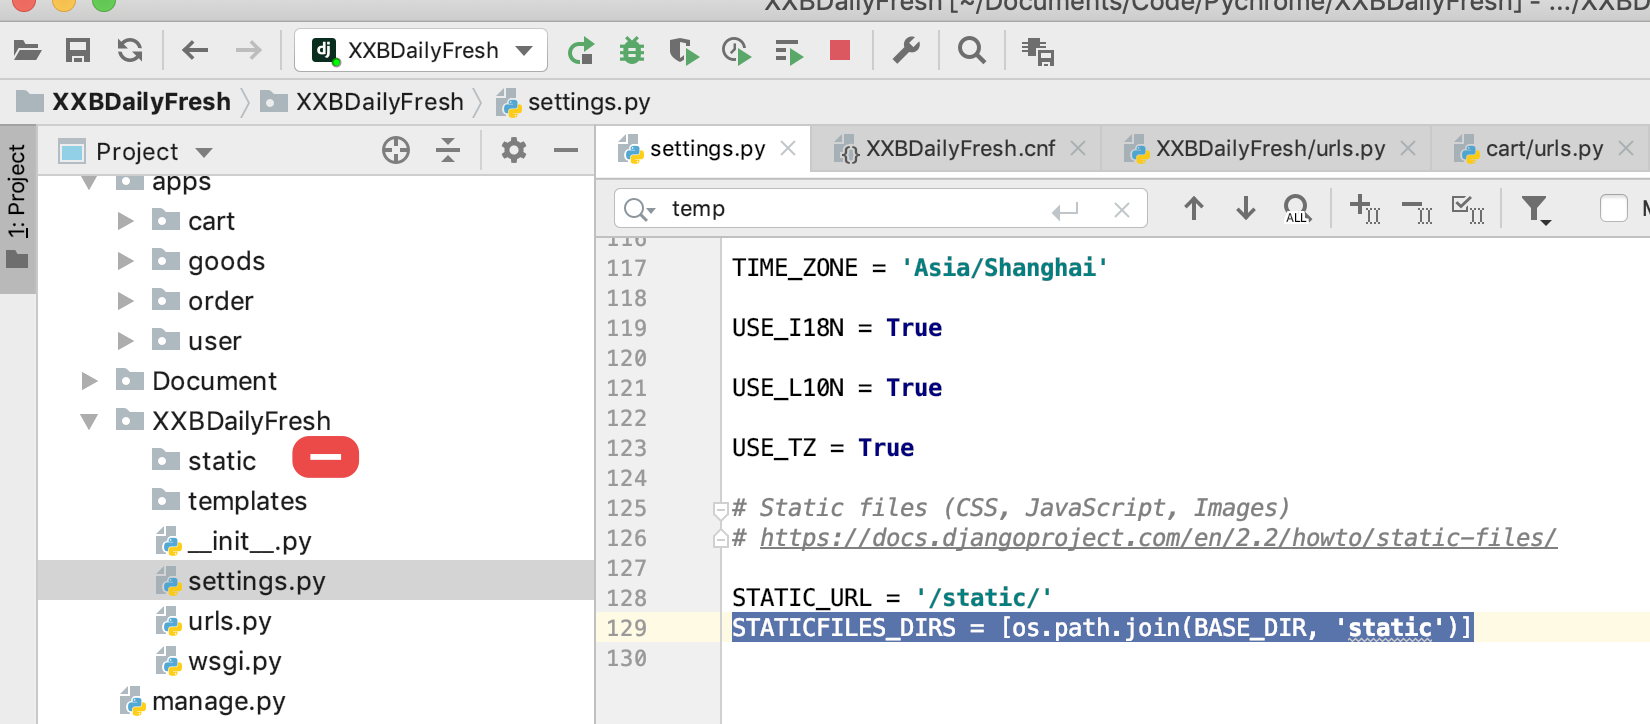 XXBDailyFresh [~/Documents/Code/Pychrome/XXBDailyFresh] - .../XXBD
dj XXBDailyFresh
XXBDailyFresh XXBDailyFresh settings.py
1: Project
Project
apps
cart
goods
order
user
Document
XXBDailyFresh
static
templates
__init__.py
settings.py
urls.py
wsgi.py
manage.py
settings.py XXBDailyFresh.cnf XXBDailyFresh/urls.py cart/urls.py
temp
ALL
116
117 TIME_ZONE = 'Asia/Shanghai'
118
119 USE_I18N = True
120
121 USE_L10N = True
122
123 USE_TZ = True
124
125 # Static files (CSS, JavaScript, Images)
126 # https://docs.djangoproject.com/en/2.2/howto/static-files/
127
128 STATIC_URL = '/static/'
129 STATICFILES_DIRS = [os.path.join(BASE_DIR, 'static')]
130